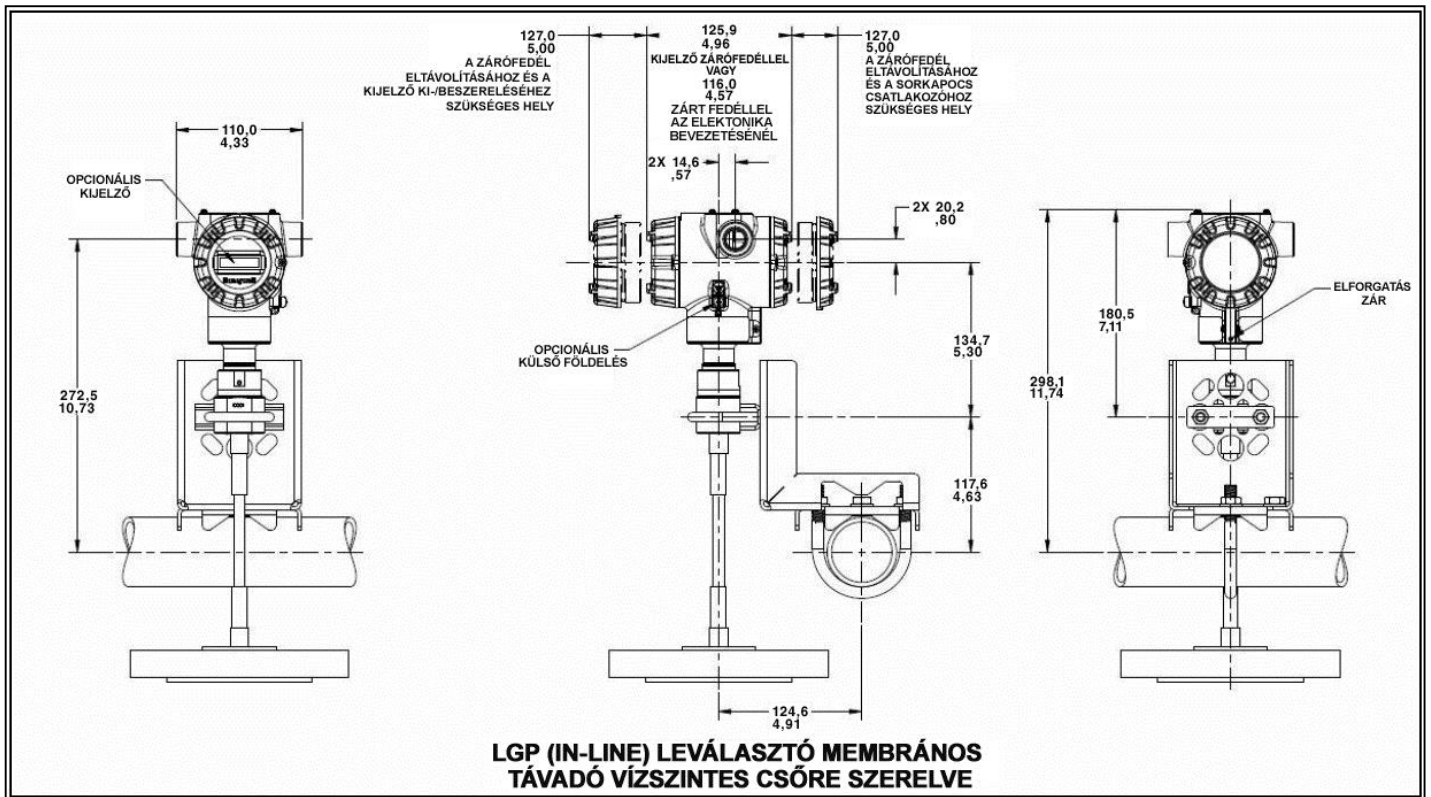 127,0
5,00
A ZÁRÓFEDÉL
ELTÁVOLÍTÁSÁHOZ ÉS A
KIJELZŐ KI-/BESZERELÉSÉHEZ
SZÜKSÉGES HELY
125,9
4,96
KIJELZŐ ZÁRÓFEDÉLLEL
VAGY
116,0
4,57
ZÁRT FEDÉLLEL
AZ ELEKTONIKA
BEVEZETÉSÉNÉL
127,0
5,00
A ZÁRÓFEDÉL
ELTÁVOLÍTÁSÁHOZ
ÉS A SORKAPOCS
CSATLAKOZÓHOZ
SZÜKSÉGES HELY
110,0
4,33
OPCIONÁLIS
KIJELZŐ
Honeywell
272,5
10,73
2X 14,6
,57
2X 20,2
,80
OPCIONÁLIS
KÜLSŐ FÖLDELÉS
134,7
5,30
117,6
4,63
124,6
4,91
ELFORGATÁS
ZÁR
180,5
7,11
298,1
11,74
LGP (IN-LINE) LEVÁLASZTÓ MEMBRÁNOS
TÁVADÓ VÍZSZINTES CSŐRE SZERELVE